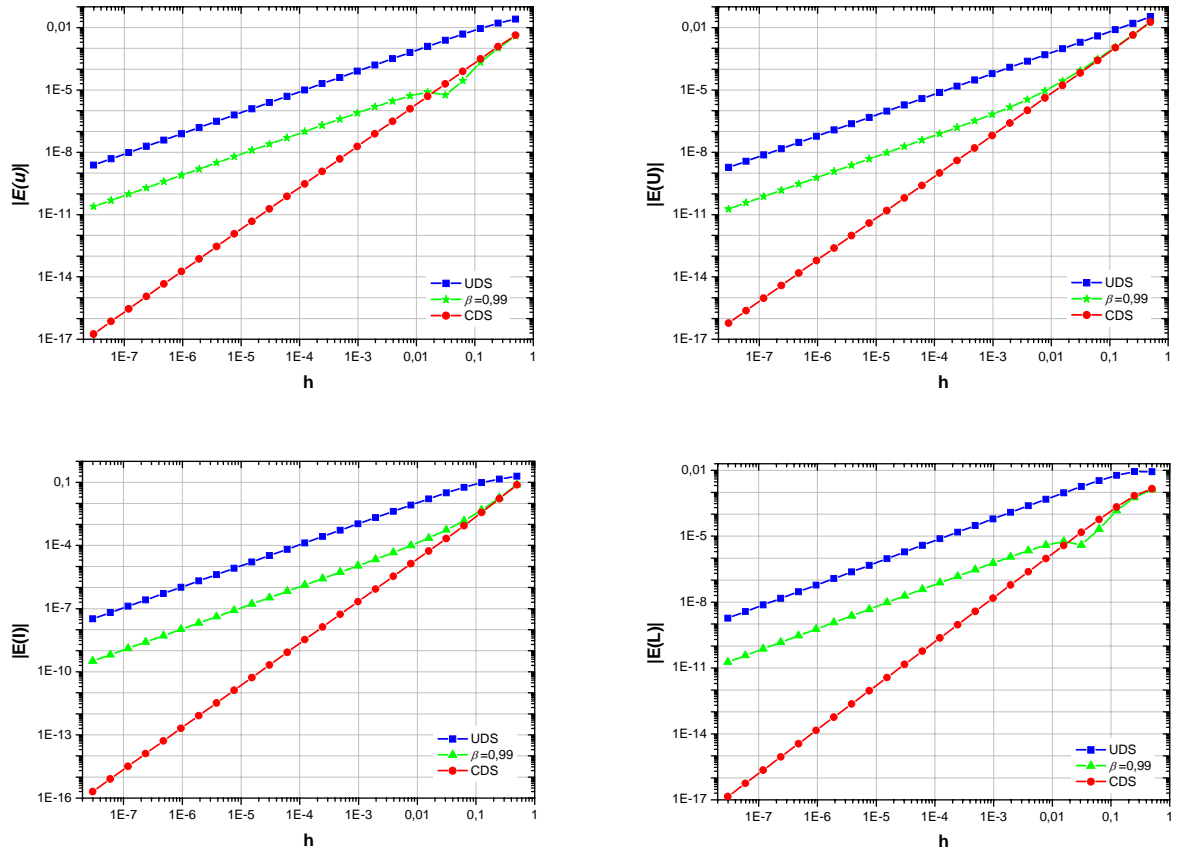 0,01
1E-5
1E-8
1E-11
1E-14
1E-17
|E(u)|
UDS
β=0,99
CDS
1E-7 1E-6 1E-5 1E-4 1E-3 0,01 0,1 1
h
0,01
1E-5
1E-8
1E-11
1E-14
1E-17
|E(U)|
UDS
β=0,99
CDS
1E-7 1E-6 1E-5 1E-4 1E-3 0,01 0,1 1
h
0,1
1E-4
1E-7
1E-10
1E-13
1E-16
|E(I)|
UDS
β=0,99
CDS
1E-7 1E-6 1E-5 1E-4 1E-3 0,01 0,1 1
h
0,01
1E-5
1E-8
1E-11
1E-14
1E-17
|E(L)|
UDS
β=0,99
CDS
1E-7 1E-6 1E-5 1E-4 1E-3 0,01 0,1 1
h